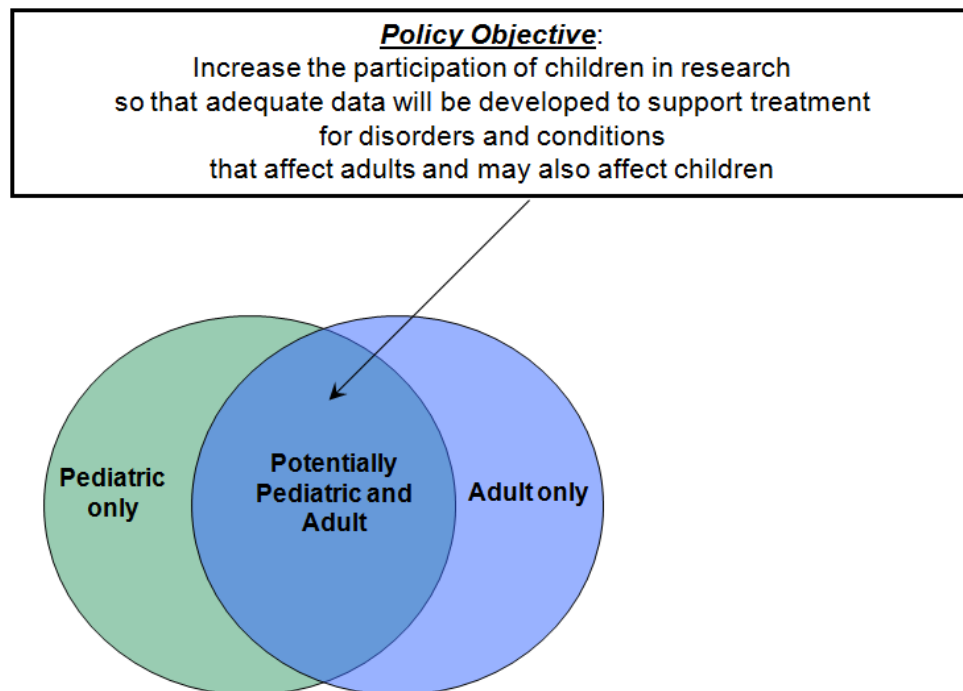 Policy Objective:
Increase the participation of children in research
so that adequate data will be developed to support treatment
for disorders and conditions
that affect adults and may also affect children
Pediatric
only
Potentially
Pediatric and
Adult
Adult only